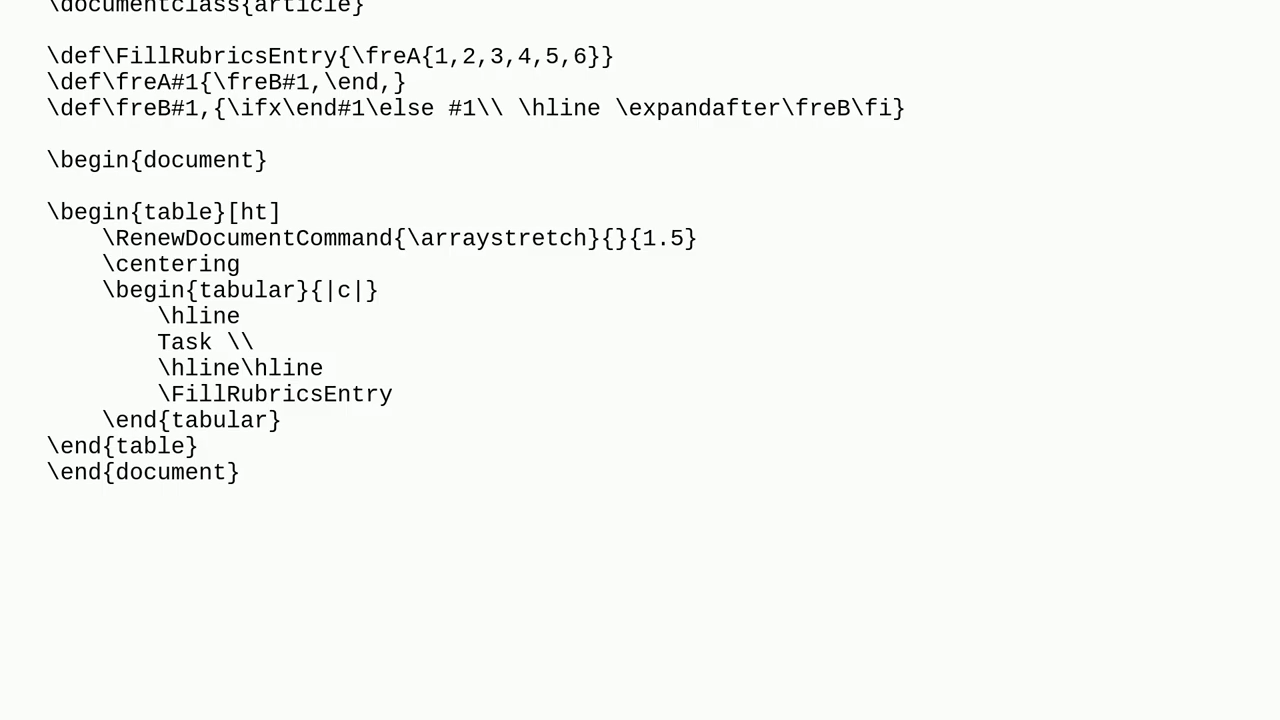 \documentclass{article}
\def\FillRubricsEntry{\freA{1,2,3,4,5,6}}
\def\freA#1{\freB#1,\end,}
\def\freB#1,{\ifx\end#1\else #1\\ \hline \expandafter\freB\fi}
\begin{document}
\begin{table}[ht]
    \RenewDocumentCommand{\arraystretch}{}{1.5}
    \centering
    \begin{tabular}{|c|}
        \hline
        Task \\
        \hline\hline
        \FillRubricsEntry
    \end{tabular}
\end{table}
\end{document}